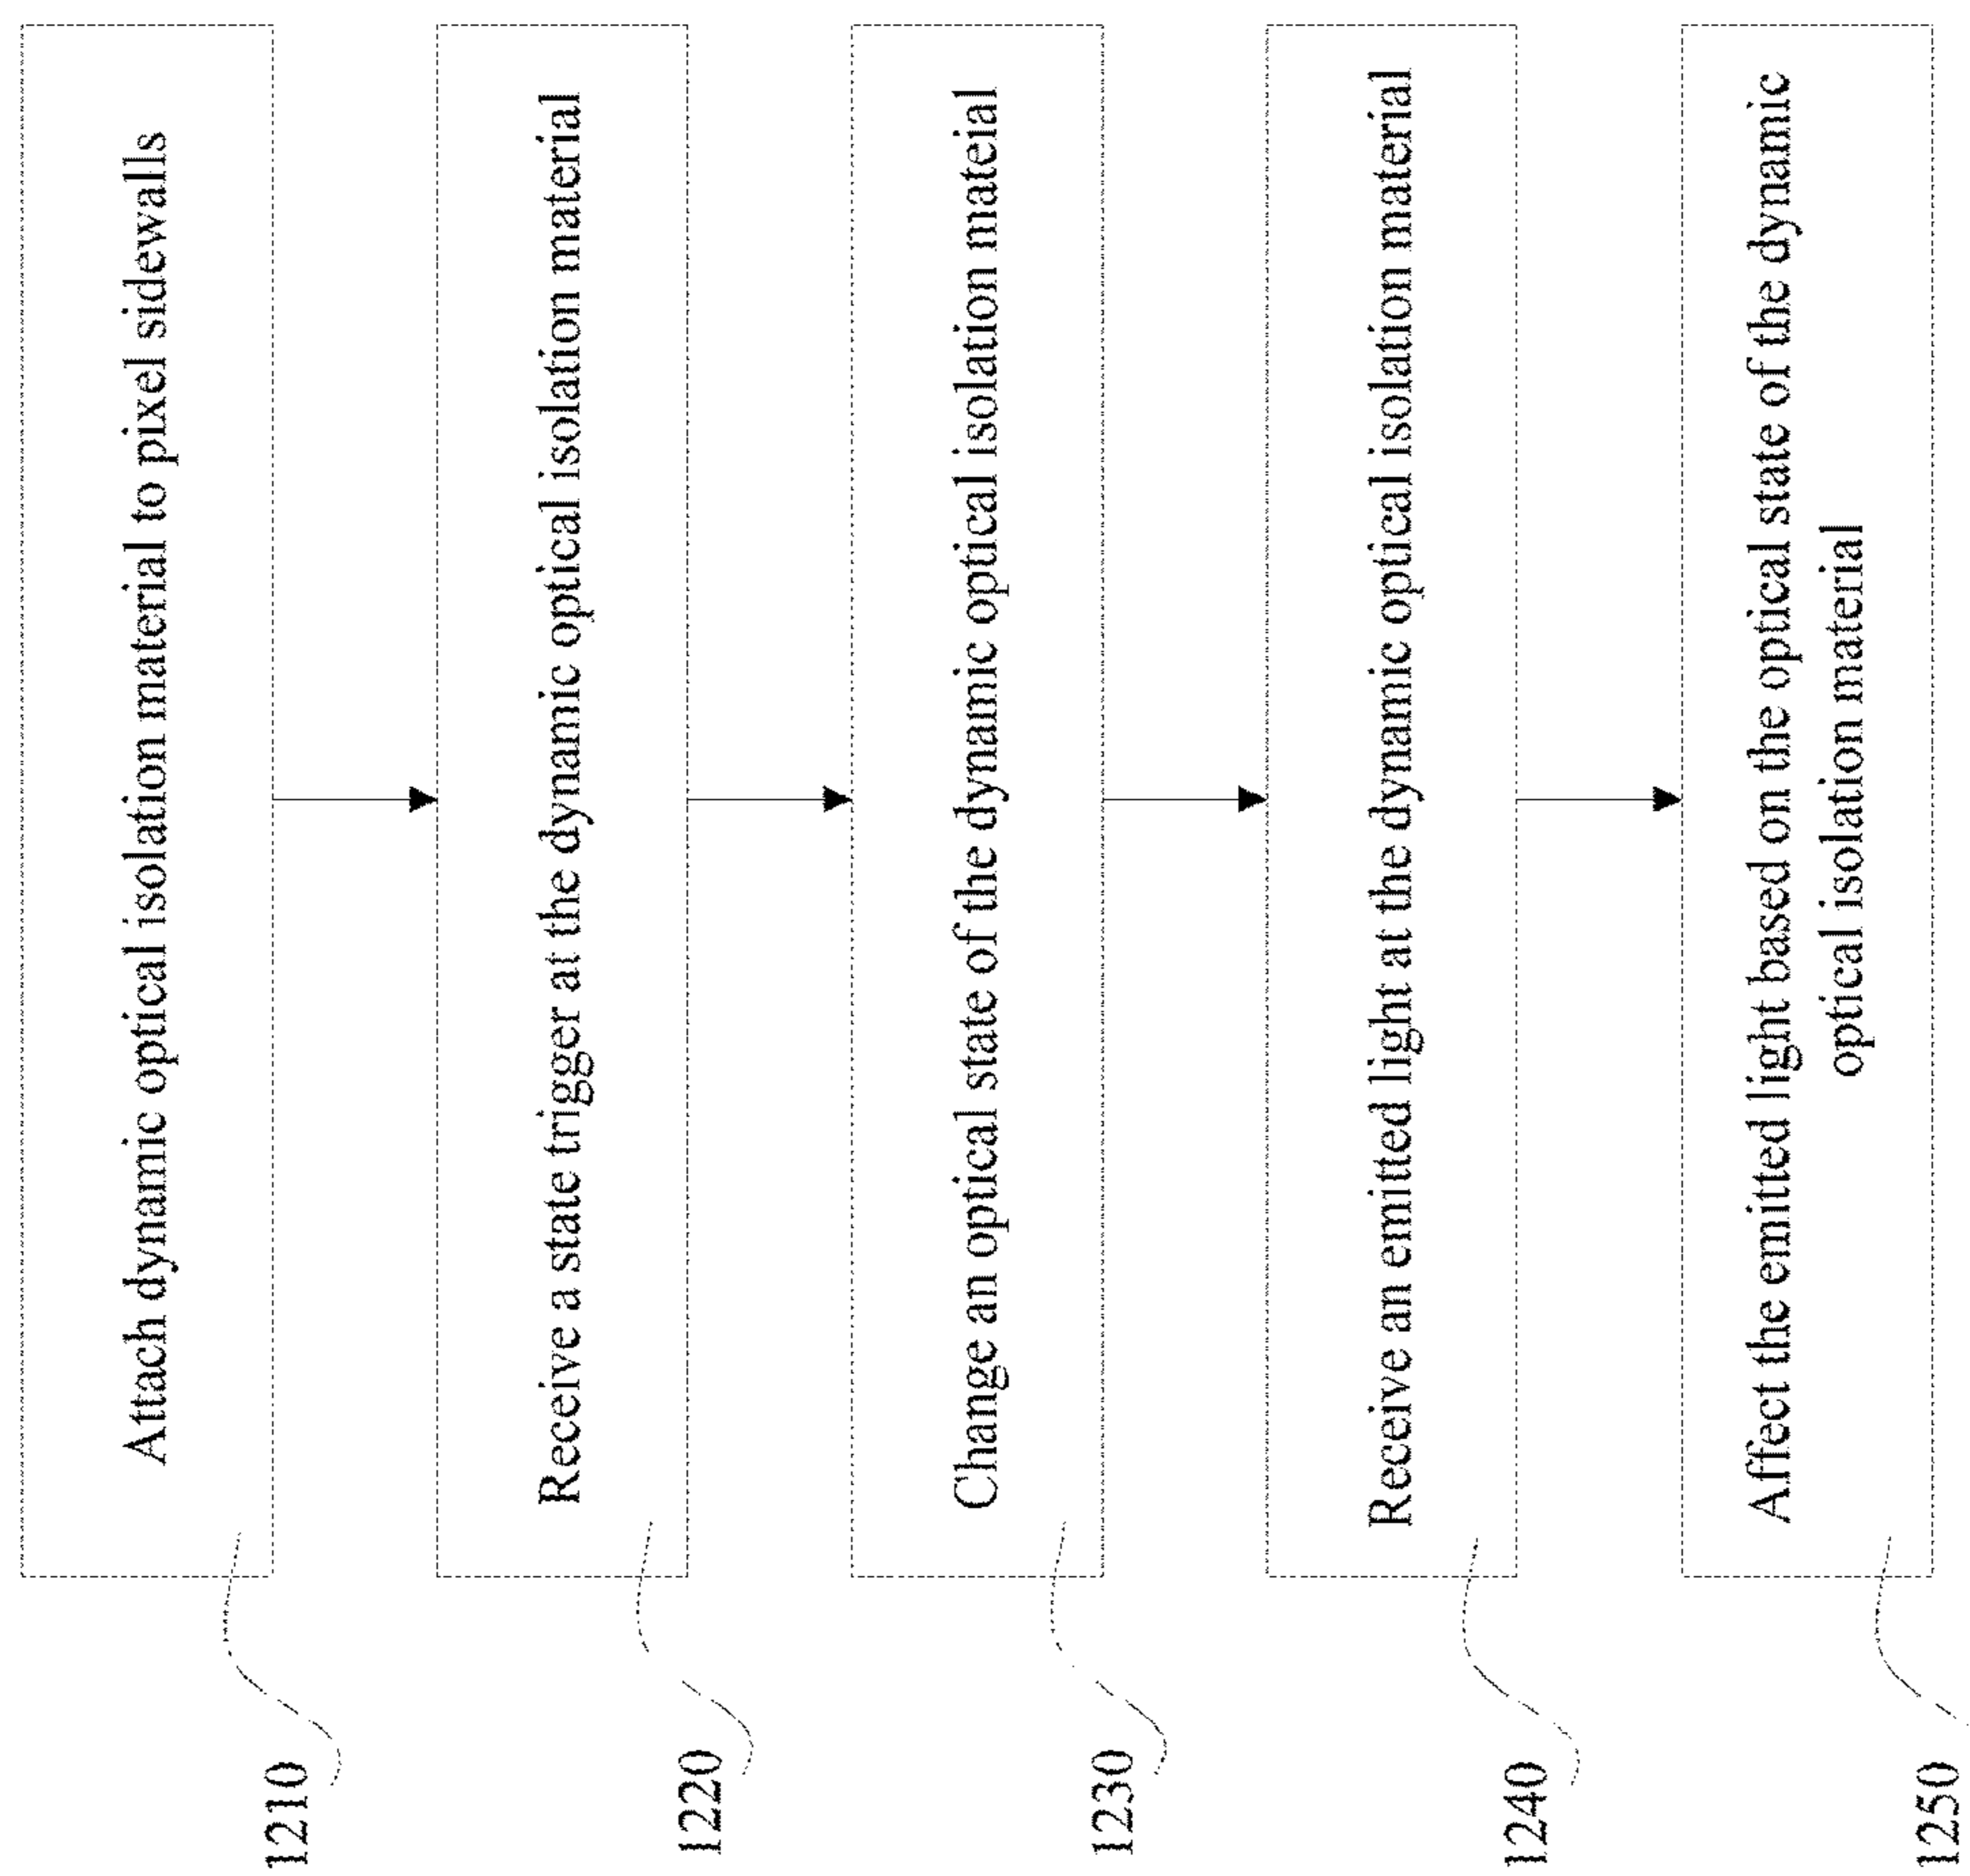 Attach dynamic optical isolation material to pixel sidewalls
1210
Receive a state trigger at the dynamic optical isolation material
1220
Change an optical state of the dynamic optical isolation mateial
1230
Receive an emitted light at the dynamic optical isolation material
1240
Affect the emitted light based on the optical state of the dynamic
optical isolation material
1250